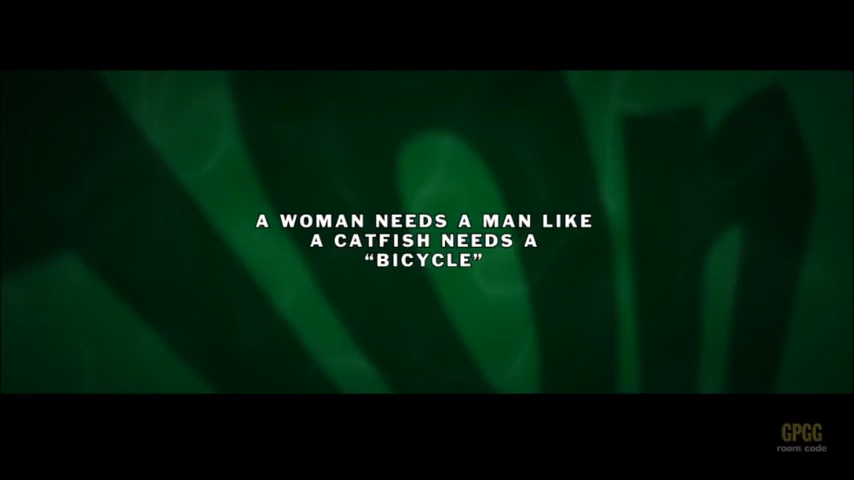 A WOMAN NEEDS A MAN LIKE
A CATFISH NEEDS A
“BICYCLE”
GPGG
room code